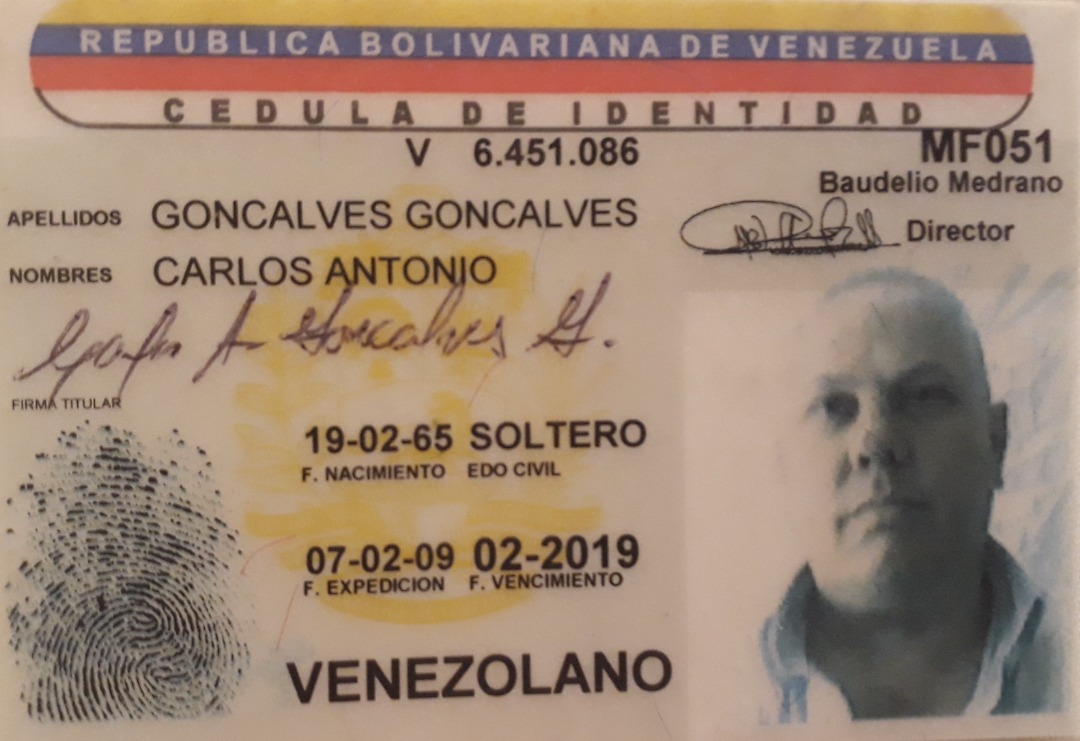 REPUBLICA BOLIVARIANA DE VENEZUELA
CEDULA DE IDENTIDAD
V 6.451.086
MF051
Baudelio Medrano
Director
APELLIDOS GONCALVES GONCALVES
NOMBRES CARLOS ANTONIO
Carlos A. Goncalves G.
FIRMA TITULAR
19-02-65 SOLTERO
F. NACIMIENTO EDO CIVIL
07-02-09 02-2019
F. EXPEDICION F. VENCIMIENTO
VENEZOLANO